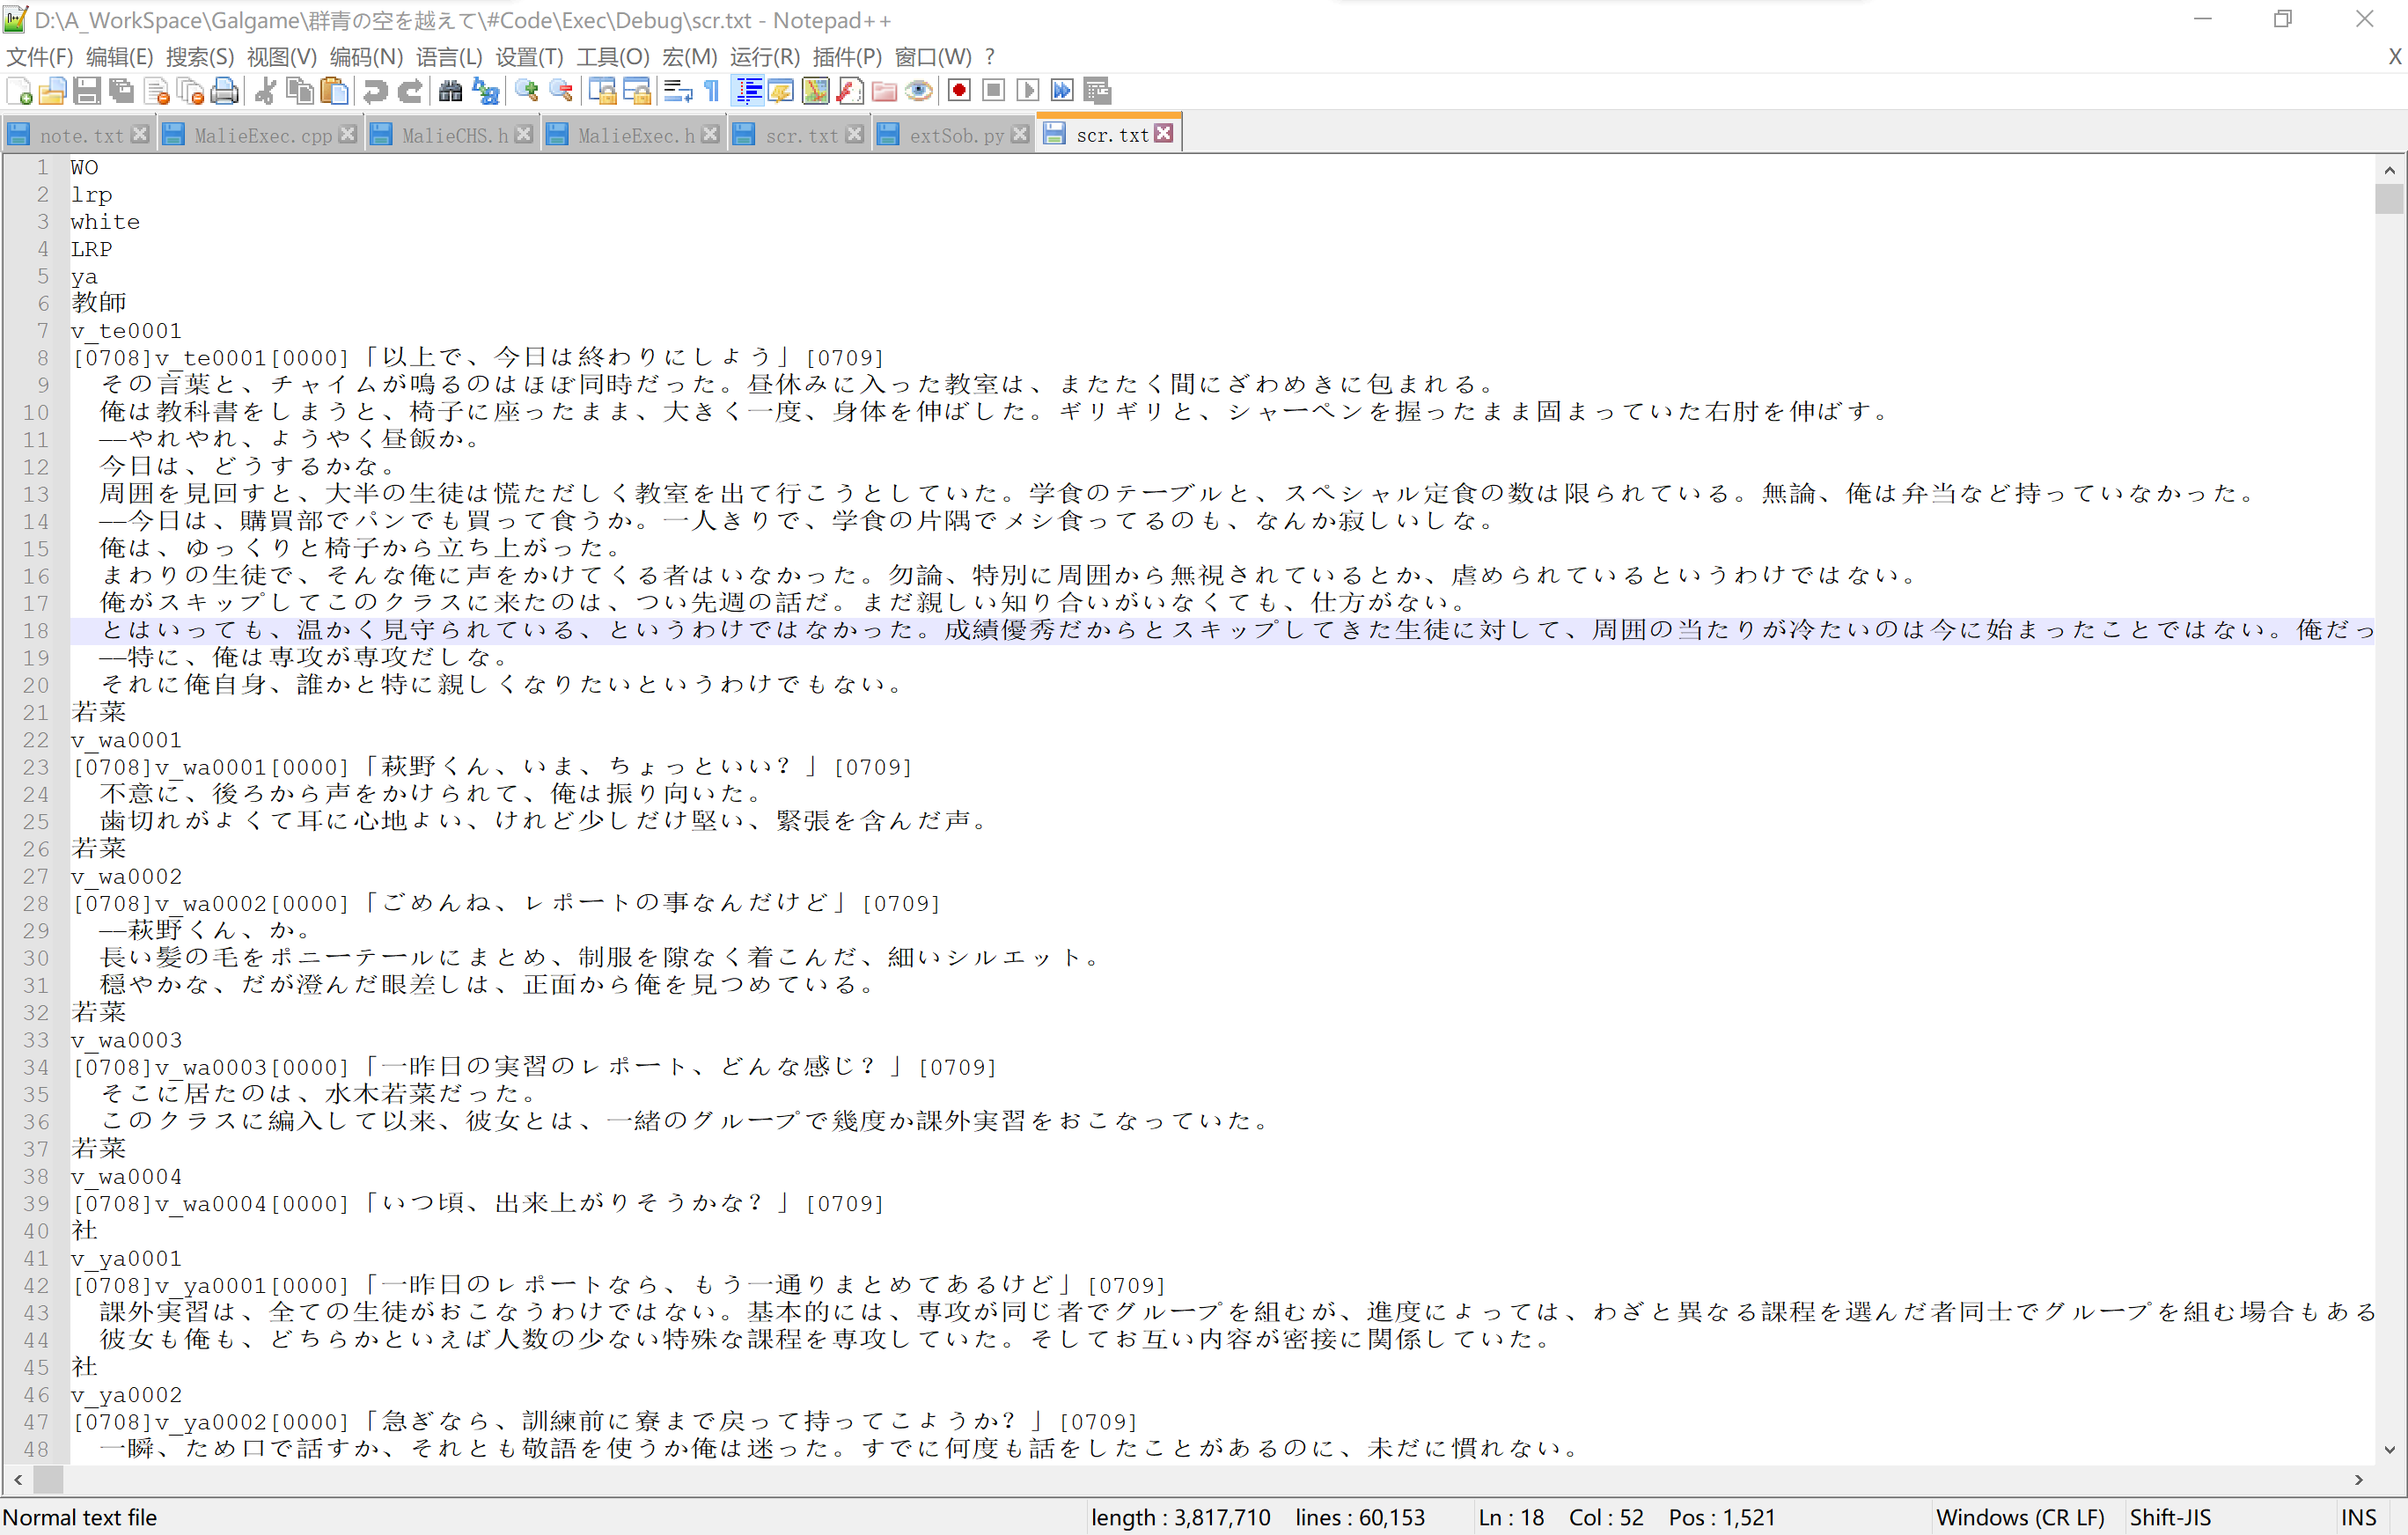 D:\A_WorkSpace\Galgame\群青の空を越えて\#Code\Exec\Debug\scr.txt - Notepad++
文件(F) 编辑(E) 搜索(S) 视图(V) 编码(N) 语言(L) 设置(T) 工具(O) 宏(M) 运行(R) 插件(P) 窗口(W) ? X
note.txt MalieExec.cpp MalieCHS.h MalieExec.h scr.txt extSob.py scr.txt
1 WO
2 lrp
3 white
4 LRP
5 ya
6 教師
7 v_te0001
8 [0708]v_te0001[0000]「以上で、今日は終わりにしよう」[0709]
9 その言葉と、チャイムが鳴るのはほぼ同時だった。昼休みに入った教室は、またたく間にざわめきに包まれる。
10 俺は教科書をしまうと、椅子に座ったまま、大きく一度、身体を伸ばした。ギリギリと、シャーペンを握ったまま固まっていた右肘を伸ばす。
11 ――やれやれ、ようやく昼飯か。
12 今日は、どうするかな。
13 周囲を見回すと、大半の生徒は慌ただしく教室を出て行こうとしていた。学食のテーブルと、スペシャル定食の数は限られている。無論、俺は弁当など持っていなかった。
14 ――今日は、購買部でパンでも買って食うか。一人きりで、学食の片隅でメシ食ってるのも、なんか寂しいしな。
15 俺は、ゆっくりと椅子から立ち上がった。
16 まわりの生徒で、そんな俺に声をかけてくる者はいなかった。勿論、特別に周囲から無視されているとか、虐められているというわけではない。
17 俺がスキップしてこのクラスに来たのは、つい先週の話だ。まだ親しい知り合いがいなくても、仕方がない。
18 とはいっても、温かく見守られている、というわけではなかった。成績優秀だからとスキップしてきた生徒に対して、周囲の当たりが冷たいのは今に始まったことではない。俺だっ
19 ――特に、俺は専攻が専攻だしな。
20 それに俺自身、誰かと特に親しくなりたいというわけでもない。
21 若菜
22 v_wa0001
23 [0708]v_wa0001[0000]「萩野くん、いま、ちょっといい？」[0709]
24 不意に、後ろから声をかけられて、俺は振り向いた。
25 歯切れがよくて耳に心地よい、けれど少しだけ堅い、緊張を含んだ声。
26 若菜
27 v_wa0002
28 [0708]v_wa0002[0000]「ごめんね、レポートの事なんだけど」[0709]
29 ――萩野くん、か。
30 長い髪の毛をポニーテールにまとめ、制服を隙なく着こんだ、細いシルエット。
31 穏やかな、だが澄んだ眼差しは、正面から俺を見つめている。
32 若菜
33 v_wa0003
34 [0708]v_wa0003[0000]「一昨日の実習のレポート、どんな感じ？」[0709]
35 そこに居たのは、水木若菜だった。
36 このクラスに編入して以来、彼女とは、一緒のグループで幾度か課外実習をおこなっていた。
37 若菜
38 v_wa0004
39 [0708]v_wa0004[0000]「いつ頃、出来上がりそうかな？」[0709]
40 社
41 v_ya0001
42 [0708]v_ya0001[0000]「一昨日のレポートなら、もう一通りまとめてあるけど」[0709]
43 課外実習は、全ての生徒がおこなうわけではない。基本的には、専攻が同じ者でグループを組むが、進度によっては、わざと異なる課程を選んだ者同士でグループを組む場合もある
44 彼女も俺も、どちらかといえば人数の少ない特殊な課程を専攻していた。そしてお互い内容が密接に関係していた。
45 社
46 v_ya0002
47 [0708]v_ya0002[0000]「急ぎなら、訓練前に寮まで戻って持ってこようか？」[0709]
48 一瞬、ため口で話すか、それとも敬語を使うか俺は迷った。すでに何度も話をしたことがあるのに、未だに慣れない。
Normal text file length : 3,817,710 lines : 60,153 Ln : 18 Col : 52 Pos : 1,521 Windows (CR LF) Shift-JIS INS